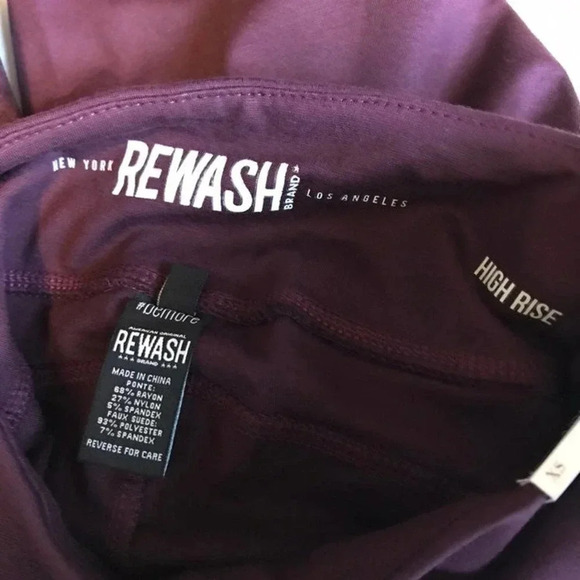 NEW YORK REWASH BRAND LOS ANGELES
HIGH RISE
#bemore
AMERICAN ORIGINAL
REWASH
BRAND
MADE IN CHINA
PONTE:
68% RAYON
27% NYLON
5% SPANDEX
FAUX SUEDE:
93% POLYESTER
7% SPANDEX
REVERSE FOR CARE
XS